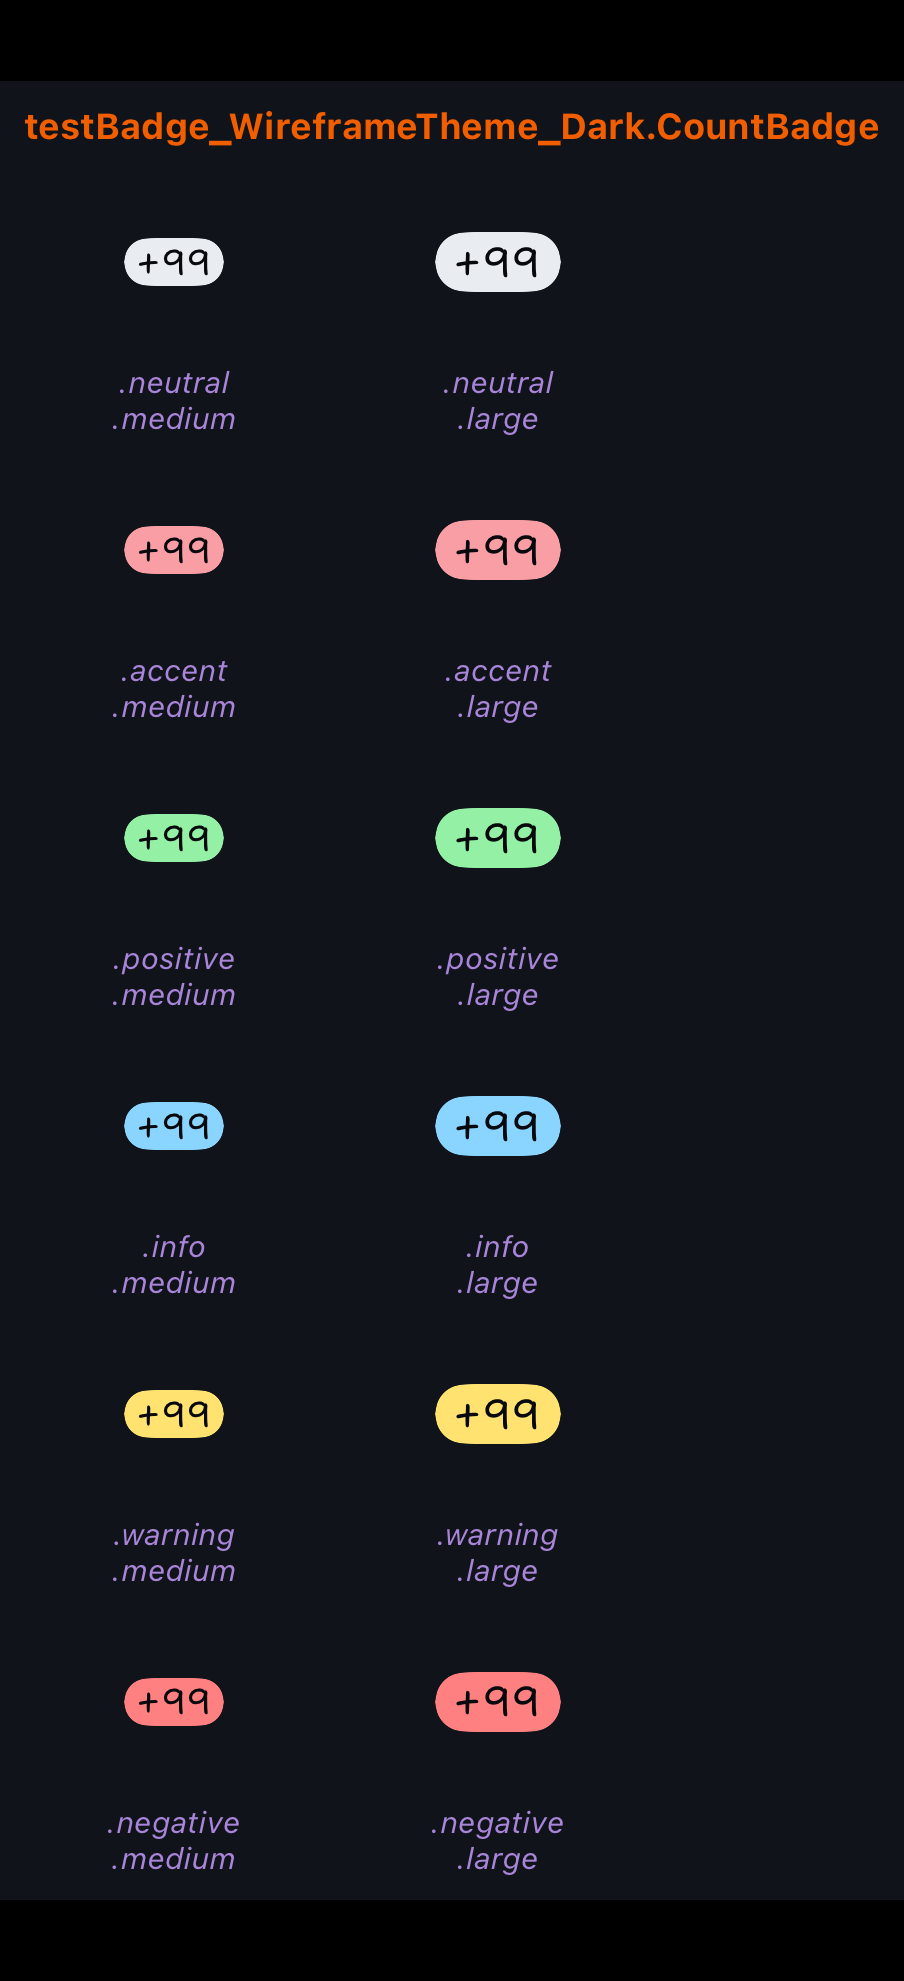 testBadge_WireframeTheme_Dark.CountBadge
+99 +99
.neutral .neutral
.medium .large
+99 +99
.accent .accent
.medium .large
+99 +99
.positive .positive
.medium .large
+99 +99
.info .info
.medium .large
+99 +99
.warning .warning
.medium .large
+99 +99
.negative .negative
.medium .large